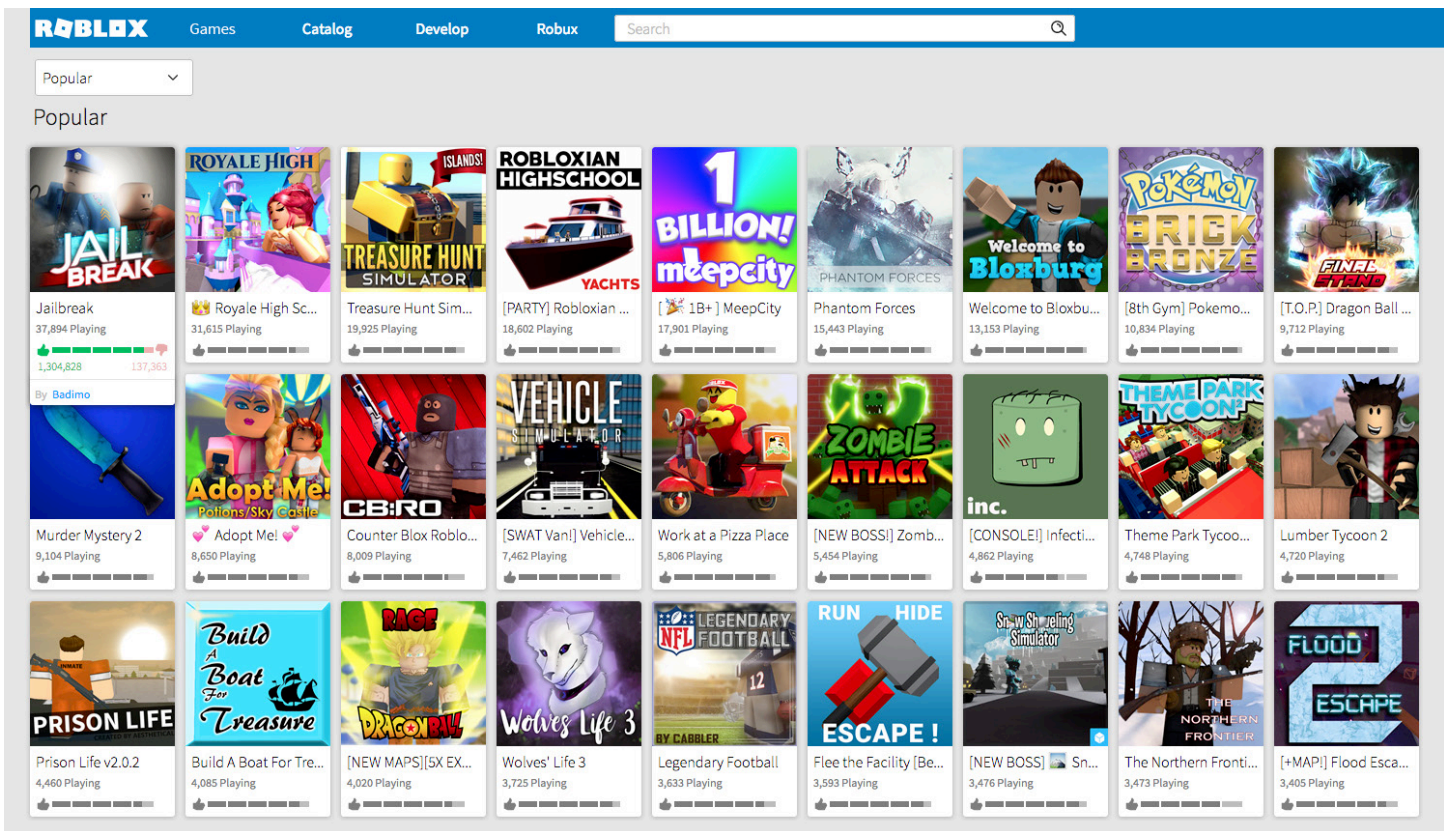 ROBLOX Games Catalog Develop Robux Search
Popular
Popular
JAIL
BREAK
Jailbreak
37,894 Playing
1,304,828 137,363
By Badimo
ROYALE HIGH
👑 Royale High Sc...
31,615 Playing
ISLANDS!
TREASURE HUNT
SIMULATOR
Treasure Hunt Sim...
19,925 Playing
ROBLOXIAN
HIGHSCHOOL
YACHTS
[PARTY] Robloxian ...
18,602 Playing
1
BILLION!
meepcity
[ 🎉 1B+ ] MeepCity
17,901 Playing
PHANTOM FORCES
Phantom Forces
15,443 Playing
Welcome to
Bloxburg
Welcome to Bloxbu...
13,153 Playing
POKéMON
BRICK
BRONZE
[8th Gym] Pokemo...
10,834 Playing
FINAL
STAND
[T.O.P.] Dragon Ball ...
9,712 Playing
Murder Mystery 2
9,104 Playing
Adopt Me!
Potions/Sky Castle
💕 Adopt Me! 💕
8,650 Playing
CB:RO
Counter Blox Roblo...
8,009 Playing
VEHICLE
SIMULATOR
[SWAT Van!] Vehicle...
7,462 Playing
Work at a Pizza Place
5,806 Playing
ZOMBIE
ATTACK
[NEW BOSS!] Zomb...
5,454 Playing
inc.
[CONSOLE!] Infecti...
4,862 Playing
THEME PARK
TYCOON 2
Theme Park Tycoo...
4,748 Playing
Lumber Tycoon 2
4,720 Playing
INMATE
PRISON LIFE
CREATED BY AESTHETICAL
Prison Life v2.0.2
4,460 Playing
Build
A
Boat
For
Treasure
Build A Boat For Tre...
4,085 Playing
RAGE
DRAGON BALL
[NEW MAPS][5X EX...
4,020 Playing
Wolves Life 3
Wolves' Life 3
3,725 Playing
NFL LEGENDARY
FOOTBALL
12
BY CABBLER
Legendary Football
3,633 Playing
RUN HIDE
ESCAPE !
Flee the Facility [Be...
3,593 Playing
Snow Shoveling
Simulator
[NEW BOSS] Sn...
3,476 Playing
THE
NORTHERN
FRONTIER
The Northern Fronti...
3,473 Playing
FLOOD
2
ESCAPE
[+MAP!] Flood Esca...
3,405 Playing